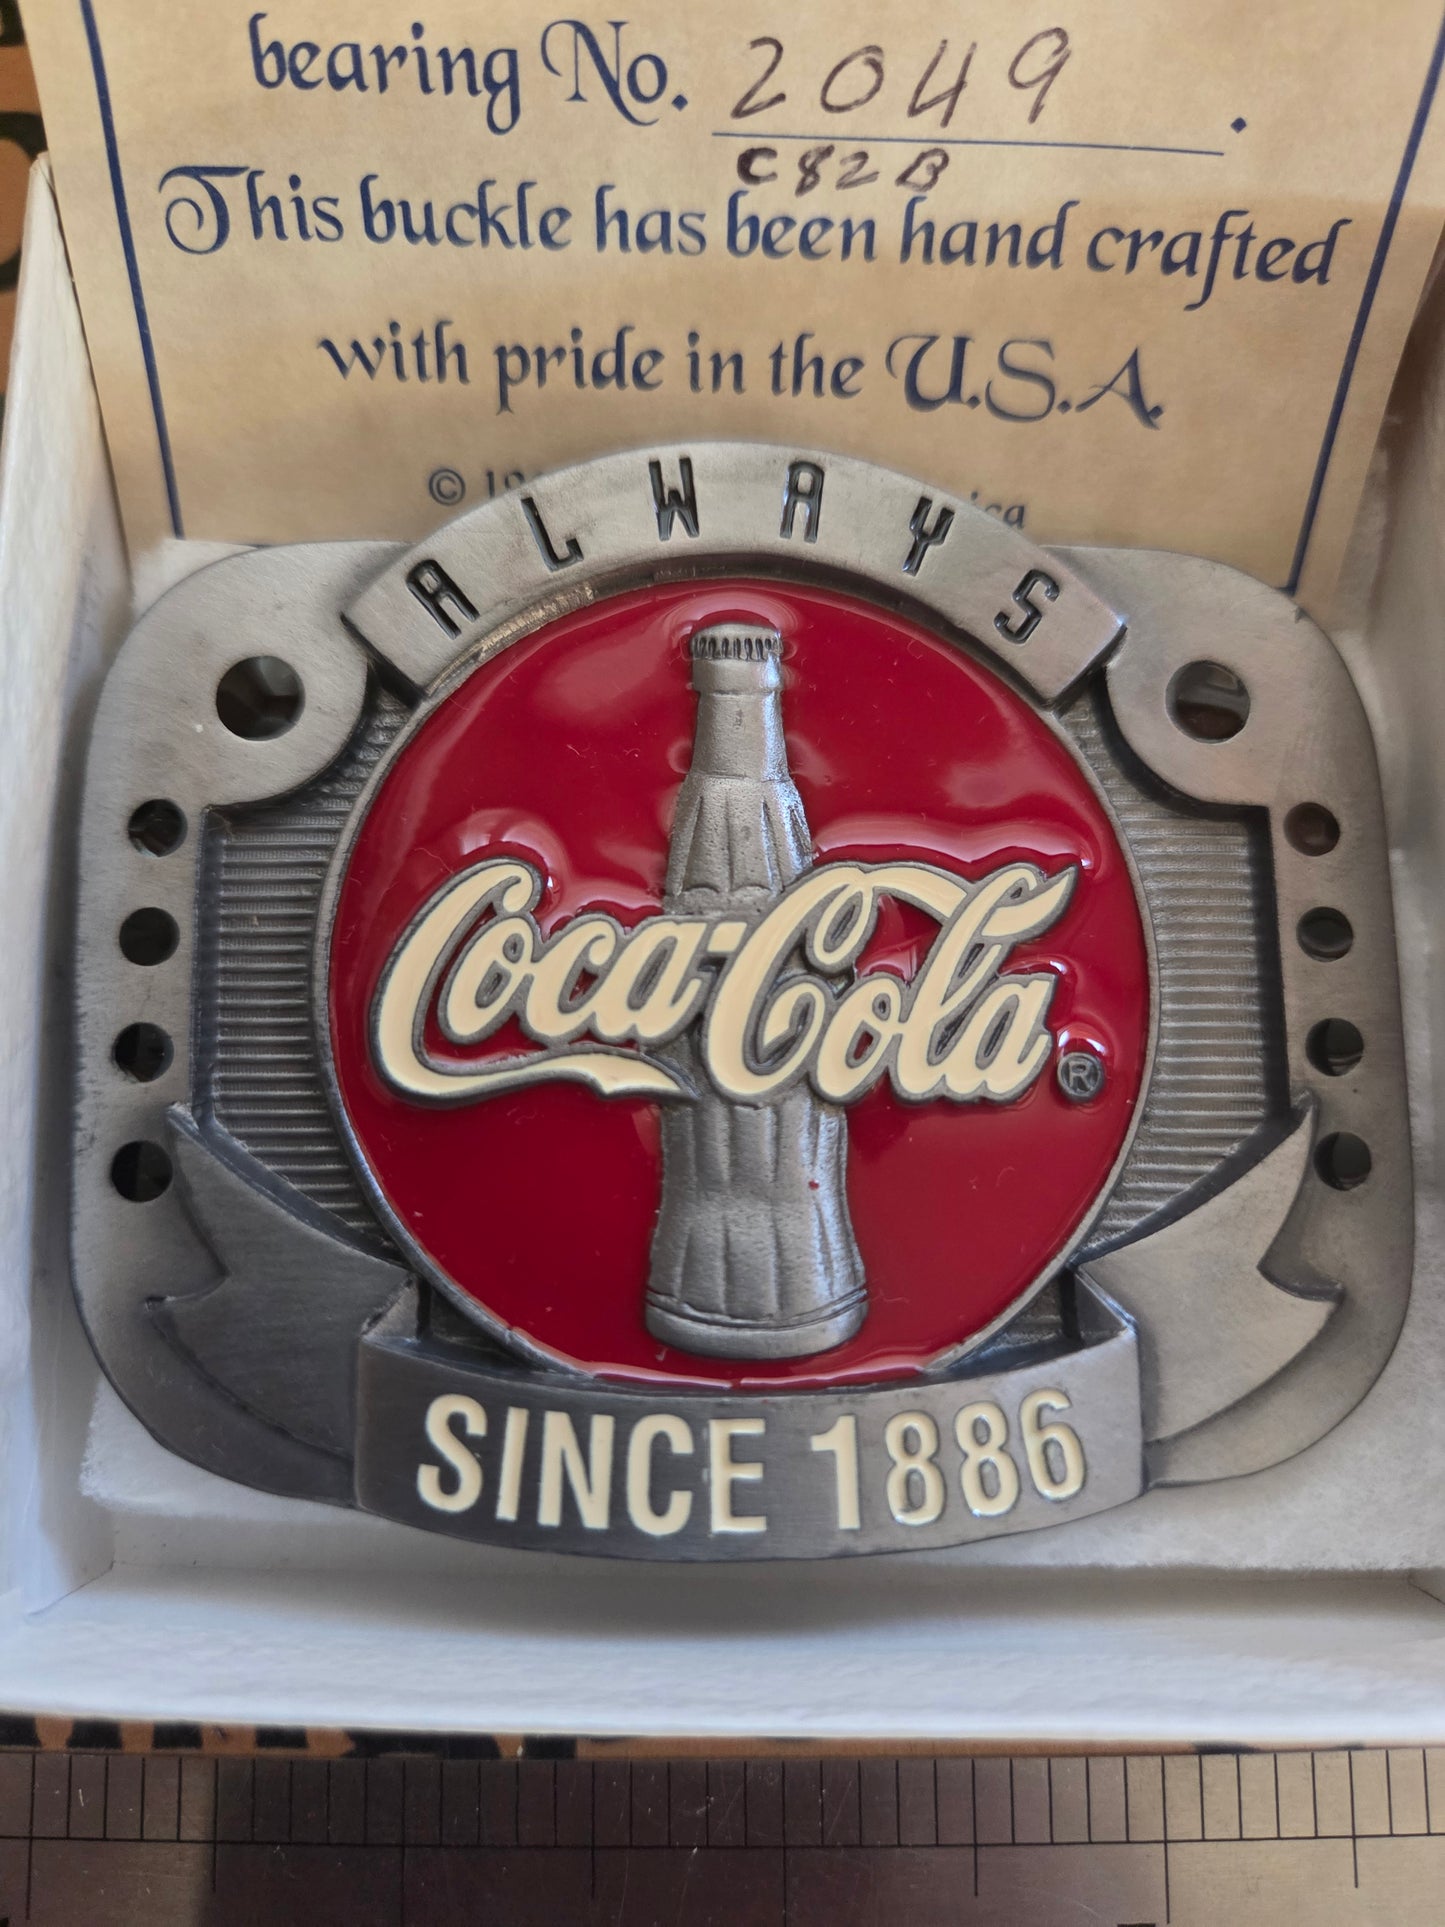 bearing No. 2049.
C82B
This buckle has been hand crafted
with pride in the U.S.A.
©
ALWAYS
Coca-Cola®
SINCE 1886